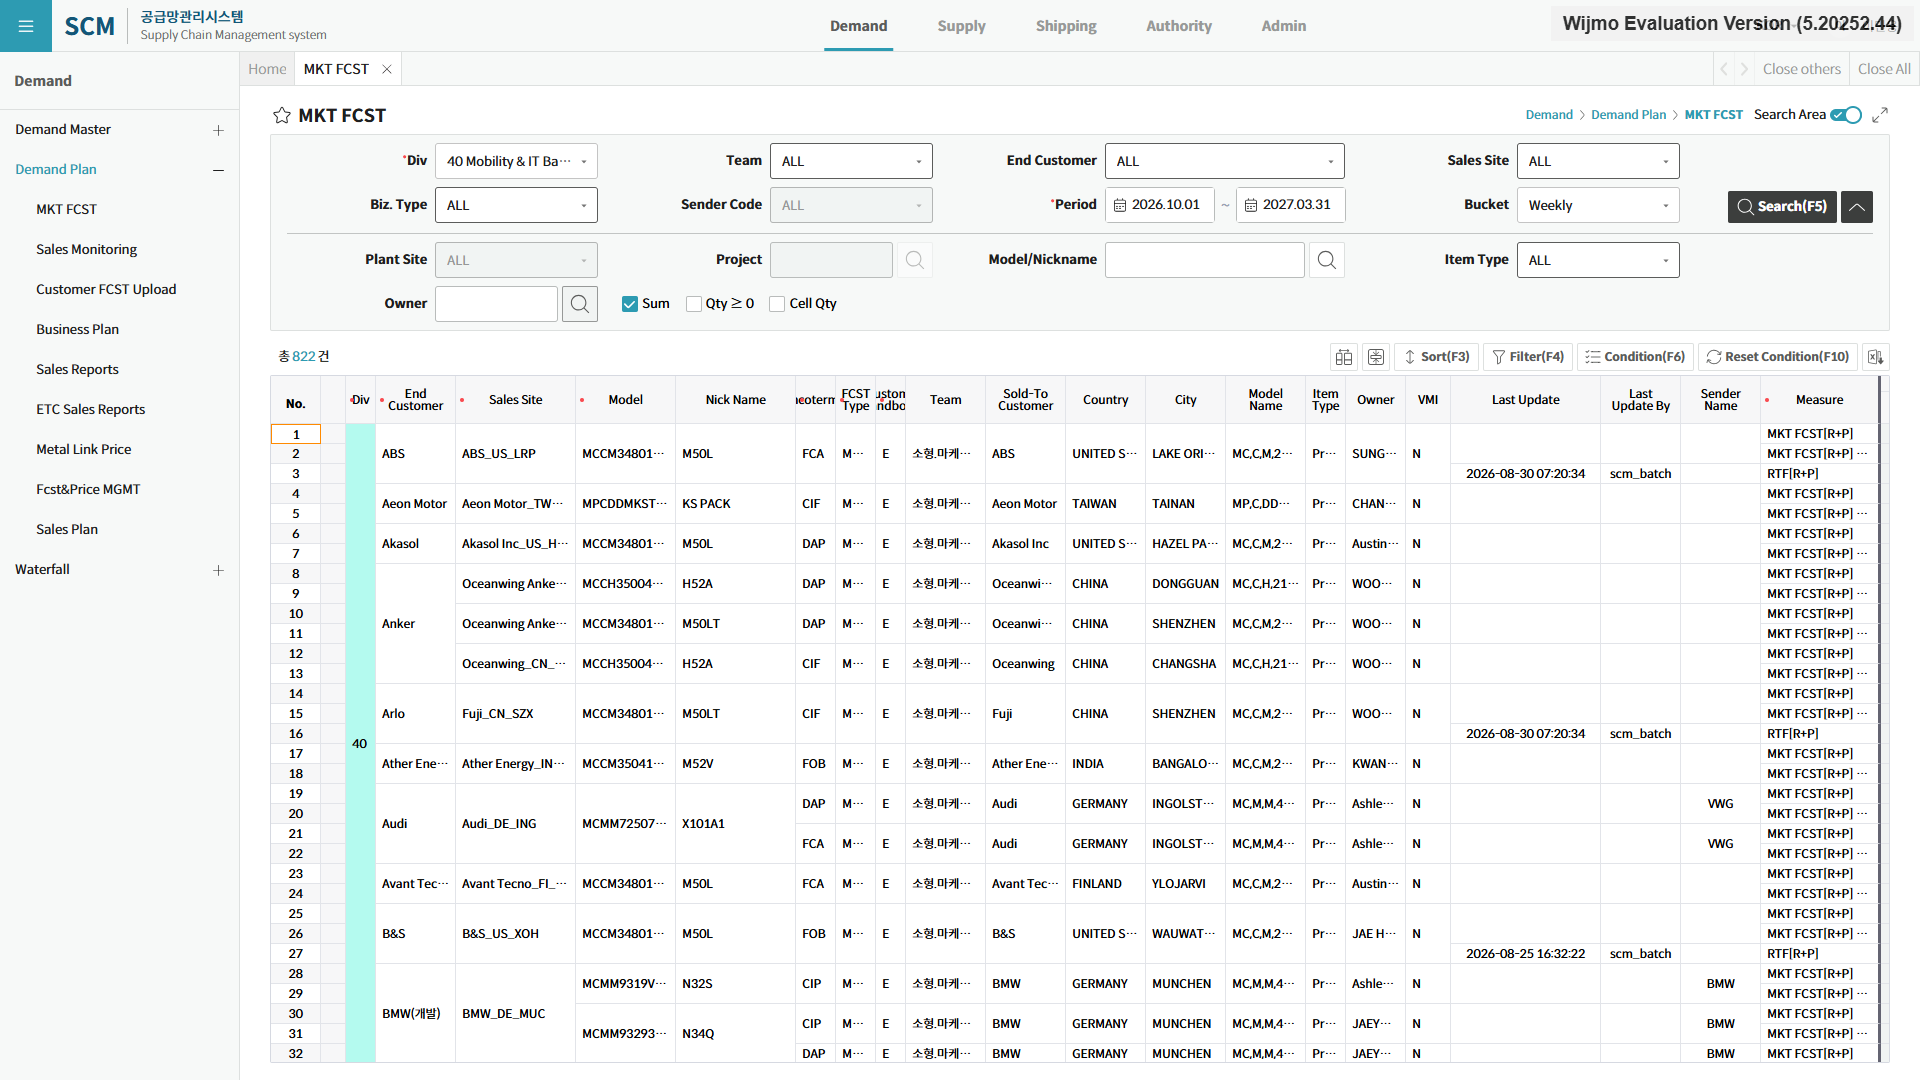 SCM 공급망관리시스템
Supply Chain Management system
Demand Supply Shipping Authority Admin
Wijmo Evaluation Version (5.20252.44)
Demand
Home MKT FCST Close others Close All
Demand Master
Demand Plan
MKT FCST
Sales Monitoring
Customer FCST Upload
Business Plan
Sales Reports
ETC Sales Reports
Metal Link Price
Fcst&Price MGMT
Sales Plan
Waterfall
MKT FCST
Demand > Demand Plan > MKT FCST Search Area
*Div 40 Mobility & IT Ba··· Team ALL End Customer ALL Sales Site ALL
Biz. Type ALL Sender Code ALL *Period 2026.10.01 ~ 2027.03.31 Bucket Weekly Search(F5)
Plant Site ALL Project Model/Nickname Item Type ALL
Owner Sum Qty ≥ 0 Cell Qty
총 822 건
Sort(F3) Filter(F4) Condition(F6) Reset Condition(F10)
No. Div End Customer Sales Site Model Nick Name FCST Type Team Sold-To Customer Country City Model Name Item Type Owner VMI Last Update Last Update By Sender Name Measure
1 MKT FCST[R+P]
2 ABS ABS_US_LRP MCCM34801··· M50L FCA M··· E 소형.마케··· ABS UNITED S··· LAKE ORI··· MC,C,M,2··· Pr··· SUNG··· N MKT FCST[R+P] ···
3 2026-08-30 07:20:34 scm_batch RTF[R+P]
4 MKT FCST[R+P]
Aeon Motor Aeon Motor_TW··· MPCDDMKST··· KS PACK CIF M··· E 소형.마케··· Aeon Motor TAIWAN TAINAN MP,C,DD··· Pr··· CHAN··· N
5 MKT FCST[R+P] ···
6 MKT FCST[R+P]
Akasol Akasol Inc_US_H··· MCCM34801··· M50L DAP M··· E 소형.마케··· Akasol Inc UNITED S··· HAZEL PA··· MC,C,M,2··· Pr··· Austin··· N
7 MKT FCST[R+P] ···
8 MKT FCST[R+P]
Oceanwing Anke··· MCCH35004··· H52A DAP M··· E 소형.마케··· Oceanwi··· CHINA DONGGUAN MC,C,H,21··· Pr··· WOO··· N
9 MKT FCST[R+P] ···
10 MKT FCST[R+P]
Anker Oceanwing Anke··· MCCM34801··· M50LT DAP M··· E 소형.마케··· Oceanwi··· CHINA SHENZHEN MC,C,M,2··· Pr··· WOO··· N
11 MKT FCST[R+P] ···
12 MKT FCST[R+P]
Oceanwing_CN_··· MCCH35004··· H52A CIF M··· E 소형.마케··· Oceanwing CHINA CHANGSHA MC,C,H,21··· Pr··· WOO··· N
13 MKT FCST[R+P] ···
14 MKT FCST[R+P]
15 Arlo Fuji_CN_SZX MCCM34801··· M50LT CIF M··· E 소형.마케··· Fuji CHINA SHENZHEN MC,C,M,2··· Pr··· WOO··· N MKT FCST[R+P] ···
16 2026-08-30 07:20:34 scm_batch RTF[R+P]
40
17 MKT FCST[R+P]
Ather Ene··· Ather Energy_IN··· MCCM35041··· M52V FOB M··· E 소형.마케··· Ather Ene··· INDIA BANGALO··· MC,C,M,2··· Pr··· KWAN··· N
18 MKT FCST[R+P] ···
19 MKT FCST[R+P]
DAP M··· E 소형.마케··· Audi GERMANY INGOLST··· MC,M,M,4··· Pr··· Ashle··· N VWG
20 MKT FCST[R+P] ···
Audi Audi_DE_ING MCMM72507··· X101A1
21 MKT FCST[R+P]
FCA M··· E 소형.마케··· Audi GERMANY INGOLST··· MC,M,M,4··· Pr··· Ashle··· N VWG
22 MKT FCST[R+P] ···
23 MKT FCST[R+P]
Avant Tec··· Avant Tecno_FI_··· MCCM34801··· M50L FCA M··· E 소형.마케··· Avant Tec··· FINLAND YLOJARVI MC,C,M,2··· Pr··· Austin··· N
24 MKT FCST[R+P] ···
25 MKT FCST[R+P]
26 B&S B&S_US_XOH MCCM34801··· M50L FOB M··· E 소형.마케··· B&S UNITED S··· WAUWAT··· MC,C,M,2··· Pr··· JAE H··· N MKT FCST[R+P] ···
27 2026-08-25 16:32:22 scm_batch RTF[R+P]
28 MKT FCST[R+P]
MCMM9319V··· N32S CIP M··· E 소형.마케··· BMW GERMANY MUNCHEN MC,M,M,4··· Pr··· Ashle··· N BMW
29 MKT FCST[R+P] ···
30 MKT FCST[R+P]
BMW(개발) BMW_DE_MUC CIP M··· E 소형.마케··· BMW GERMANY MUNCHEN MC,M,M,4··· Pr··· JAEY··· N BMW
31 MCMM93293··· N34Q MKT FCST[R+P] ···
32 DAP M··· E 소형.마케··· BMW GERMANY MUNCHEN MC,M,M,4··· Pr··· JAEY··· N BMW MKT FCST[R+P]